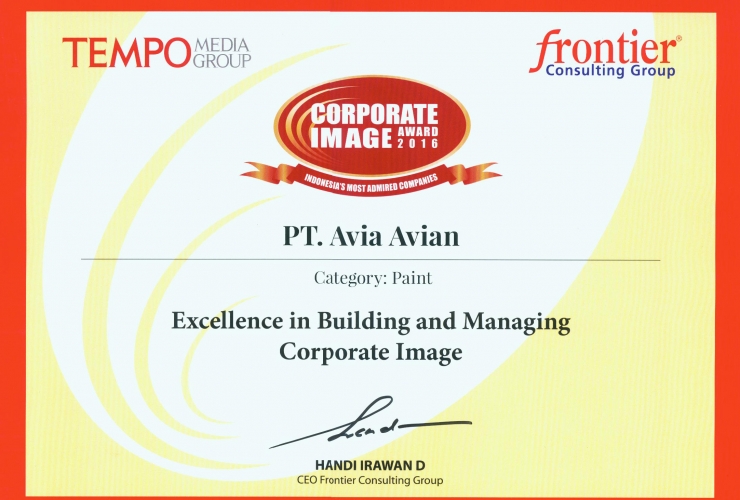 TEMPO MEDIA GROUP
frontier®
Consulting Group
CORPORATE
IMAGE AWARD 2016
INDONESIA'S MOST ADMIRED COMPANIES
PT. Avia Avian
Category: Paint
Excellence in Building and Managing
Corporate Image
HANDI IRAWAN D
CEO Frontier Consulting Group